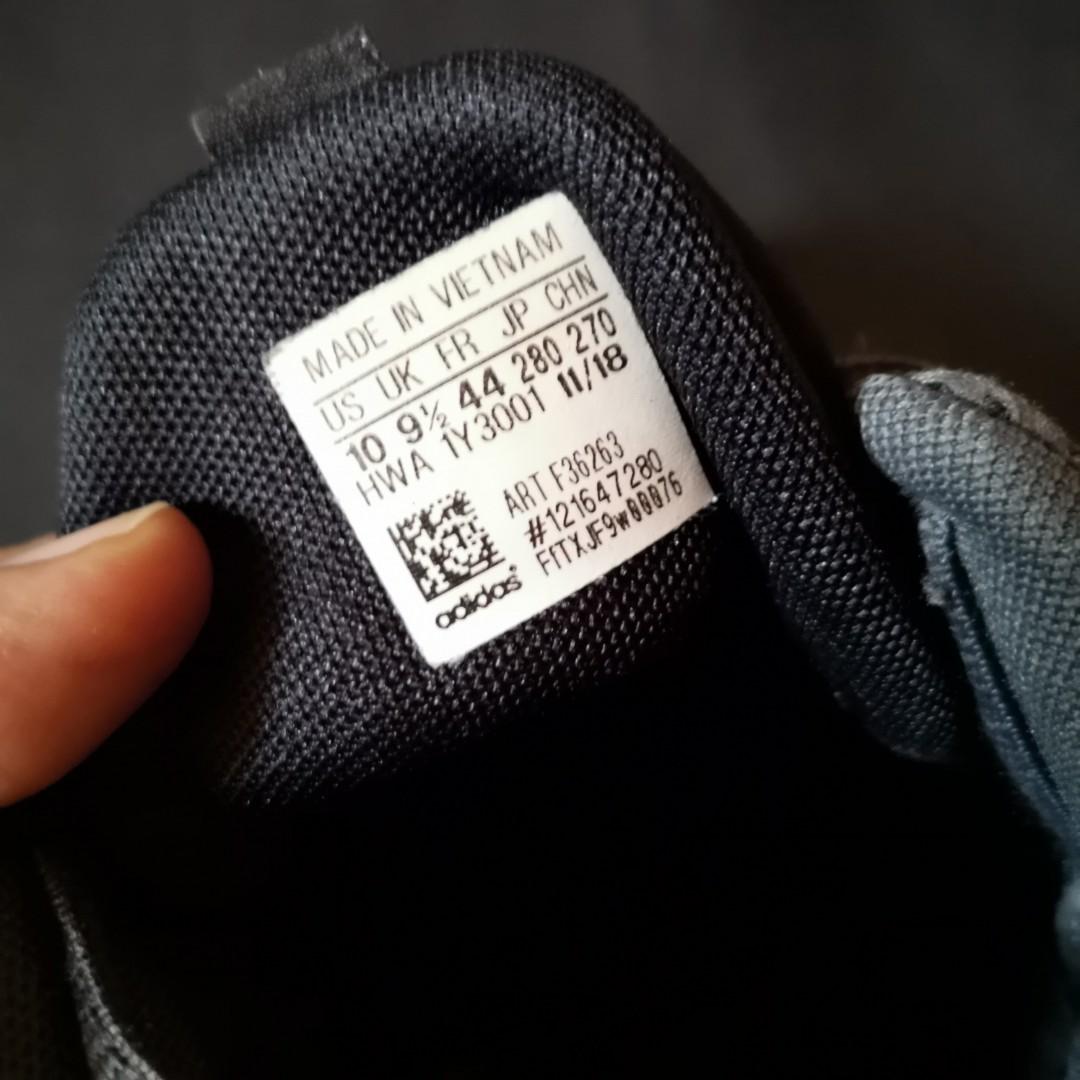 MADE IN VIETNAM
US UK FR JP CHN
10 9½ 44 280 270
HWA 1Y3001 11/18
ART F36263
#121647280
FITXJF9w00076
adidas